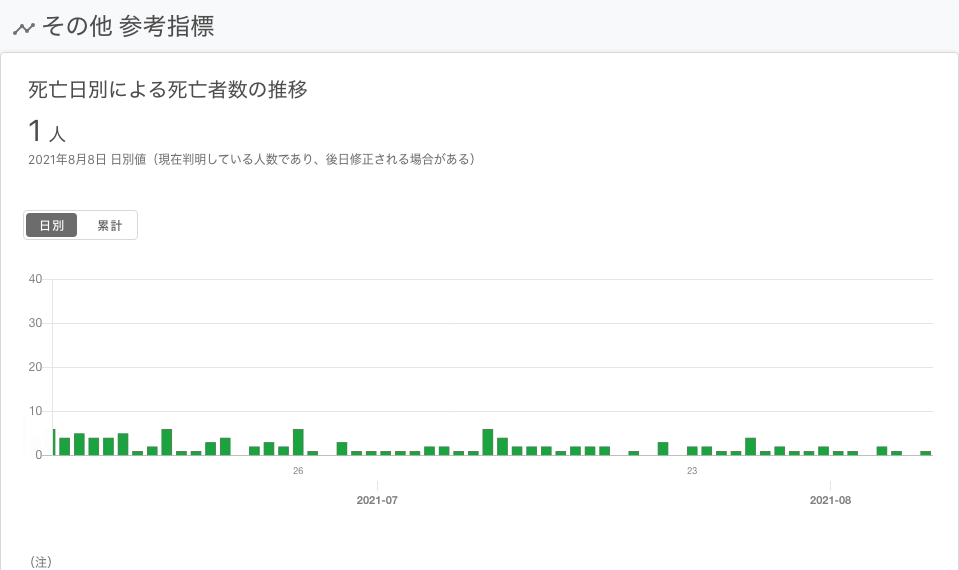 その他 参考指標
死亡日別による死亡者数の推移
1 人
2021年8月8日 日別値（現在判明している人数であり、後日修正される場合がある）
日別 累計
40
30
20
10
0
26 23
2021-07 2021-08
（注）